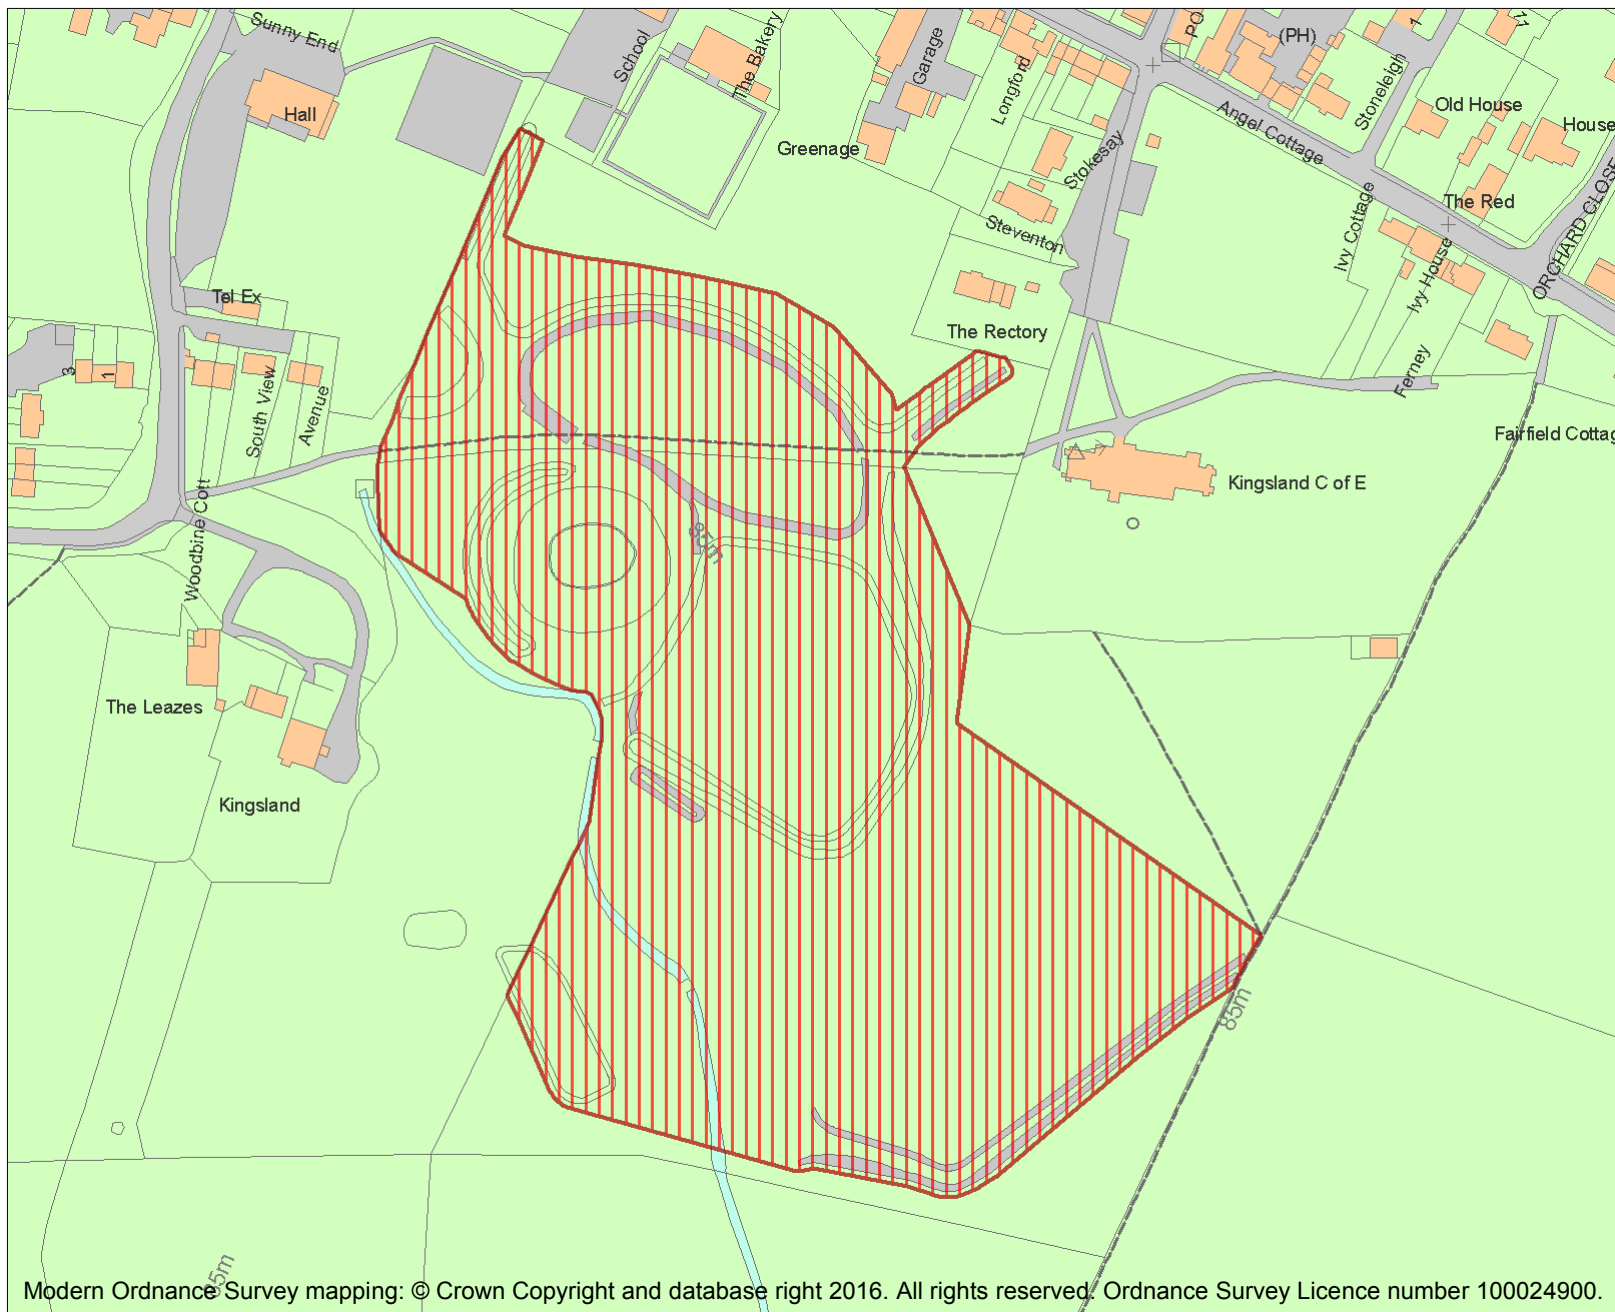 Sunny End
Hall
School
The Bakery
Garage
Greenage
Longford
Stokesay
Steventon
PO
(PH)
1
11
Stoneleigh
Old House
House
Angel Cottage
The Red
ORCHARD CLOSE
Ivy Cottage
Ivy House
Ferney
Fairfield Cottag
Tel Ex
The Rectory
3
1
South View
Avenue
Kingsland C of E
Woodbine Cott
85m
The Leazes
Kingsland
85m
85m
Modern Ordnance Survey mapping: © Crown Copyright and database right 2016. All rights reserved. Ordnance Survey Licence number 100024900.